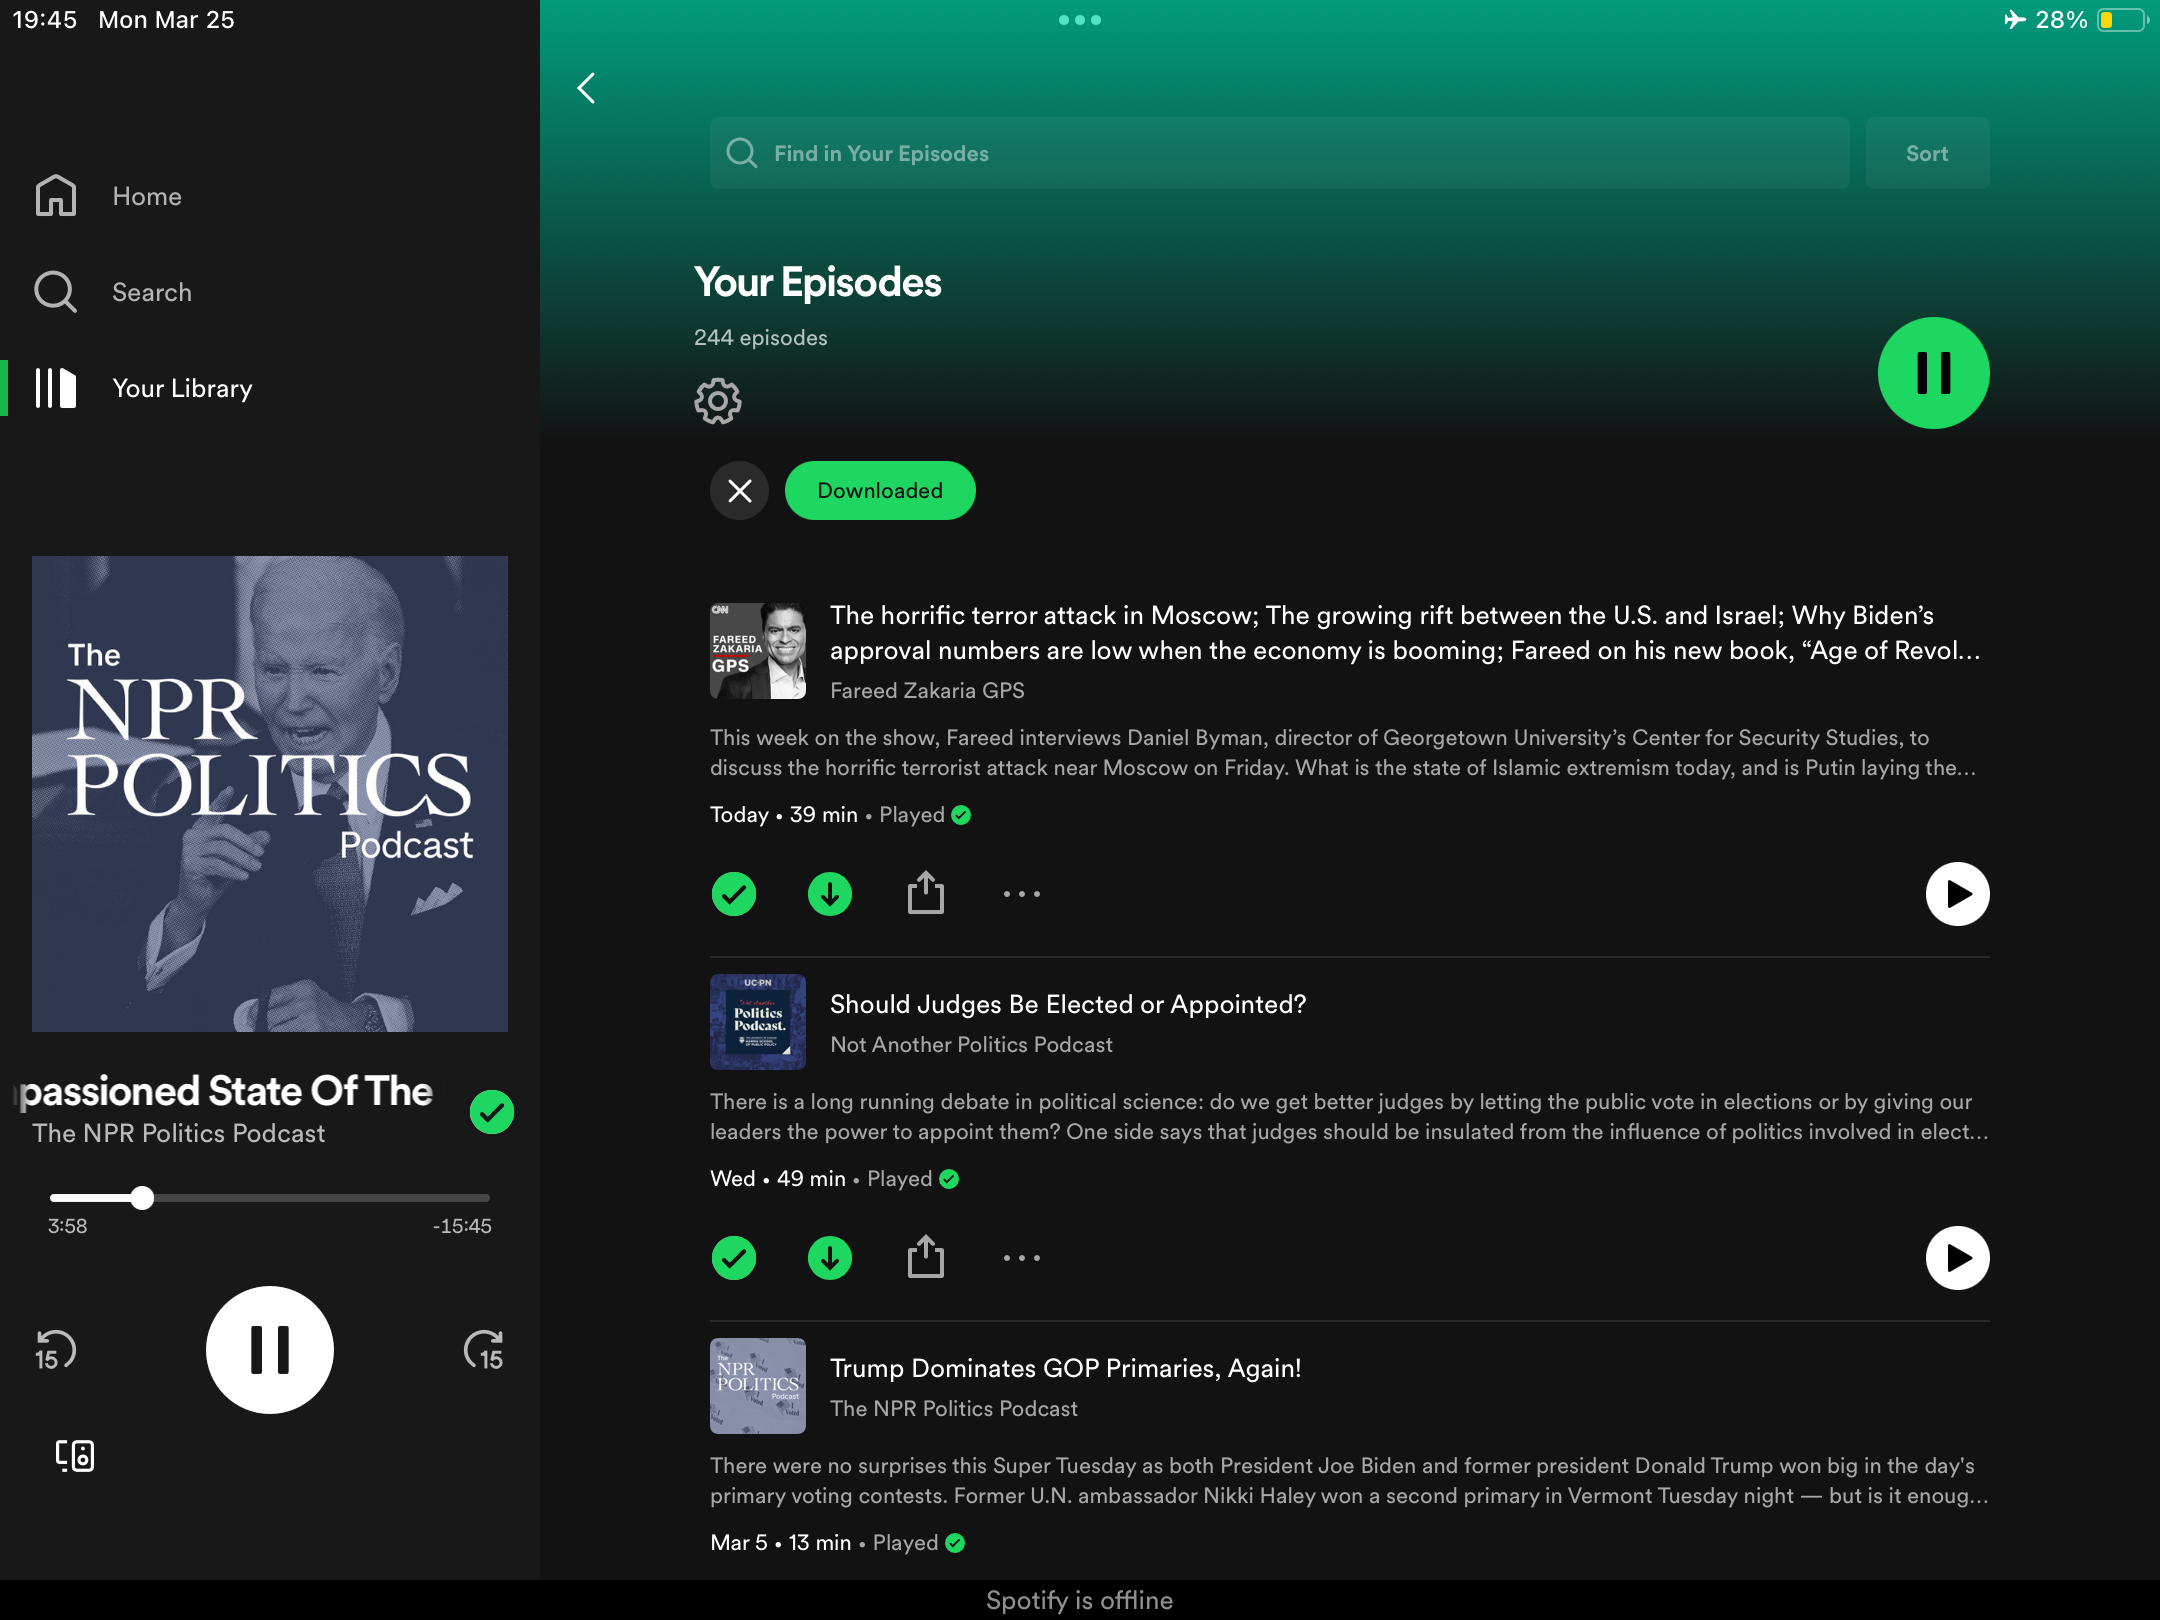 19:45 Mon Mar 25
28%
Home
Search
Your Library
The
NPR
POLITICS
Podcast
passioned State Of The
The NPR Politics Podcast
3:58
-15:45
15
15
Find in Your Episodes
Sort
Your Episodes
244 episodes
Downloaded
CNN
FAREED
ZAKARIA
GPS
The horrific terror attack in Moscow; The growing rift between the U.S. and Israel; Why Biden’s
approval numbers are low when the economy is booming; Fareed on his new book, “Age of Revol...
Fareed Zakaria GPS
This week on the show, Fareed interviews Daniel Byman, director of Georgetown University’s Center for Security Studies, to
discuss the horrific terrorist attack near Moscow on Friday. What is the state of Islamic extremism today, and is Putin laying the...
Today • 39 min • Played
UCPN
Not Another
Politics
Podcast.
Should Judges Be Elected or Appointed?
Not Another Politics Podcast
There is a long running debate in political science: do we get better judges by letting the public vote in elections or by giving our
leaders the power to appoint them? One side says that judges should be insulated from the influence of politics involved in elect...
Wed • 49 min • Played
The
NPR
POLITICS
Podcast
Trump Dominates GOP Primaries, Again!
The NPR Politics Podcast
There were no surprises this Super Tuesday as both President Joe Biden and former president Donald Trump won big in the day's
primary voting contests. Former U.N. ambassador Nikki Haley won a second primary in Vermont Tuesday night — but is it enoug...
Mar 5 • 13 min • Played
Spotify is offline